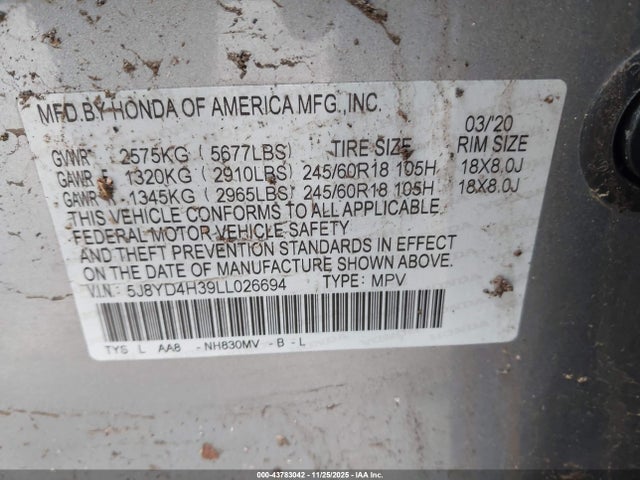 MFD. BY HONDA OF AMERICA MFG., INC. 03/20
GVWR 2575KG ( 5677LBS) TIRE SIZE RIM SIZE
GAWR F 1320KG ( 2910LBS) 245/60R18 105H 18X8.0J
GAWR R 1345KG ( 2965LBS) 245/60R18 105H 18X8.0J
THIS VEHICLE CONFORMS TO ALL APPLICABLE
FEDERAL MOTOR VEHICLE SAFETY
AND THEFT PREVENTION STANDARDS IN EFFECT
ON THE DATE OF MANUFACTURE SHOWN ABOVE.
V.I.N.: 5J8YD4H39LL026694 TYPE: MPV
TYS L AA8 - NH830MV - B - L
000-43783042 - 11/25/2025 - IAA Inc.